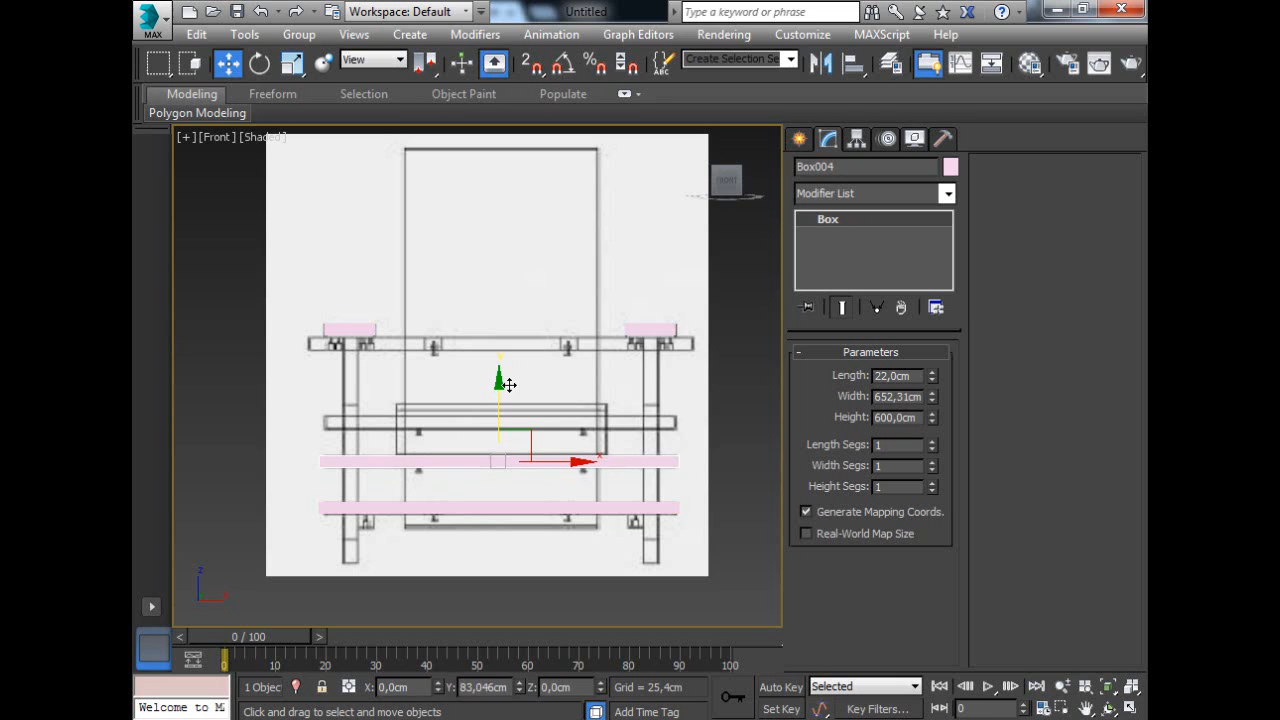 MAX
Workspace: Default
Untitled
Type a keyword or phrase
Edit Tools Group Views Create Modifiers Animation Graph Editors Rendering Customize MAXScript Help
View
Create Selection Se
ABC
Modeling Freeform Selection Object Paint Populate
Polygon Modeling
[+] [Front] [Shaded]
FRONT
Box004
Modifier List
Box
- Parameters
Length: 22,0cm
Width: 652,31cm
Height: 600,0cm
Length Segs: 1
Width Segs: 1
Height Segs: 1
Generate Mapping Coords.
Real-World Map Size
x
z
< 0 / 100 >
0 10 20 30 40 50 60 70 80 90 100
1 Objec X: 0,0cm Y: 83,046cm Z: 0,0cm Grid = 25,4cm Auto Key Selected
Welcome to MA Click and drag to select and move objects Add Time Tag Set Key Key Filters... 0